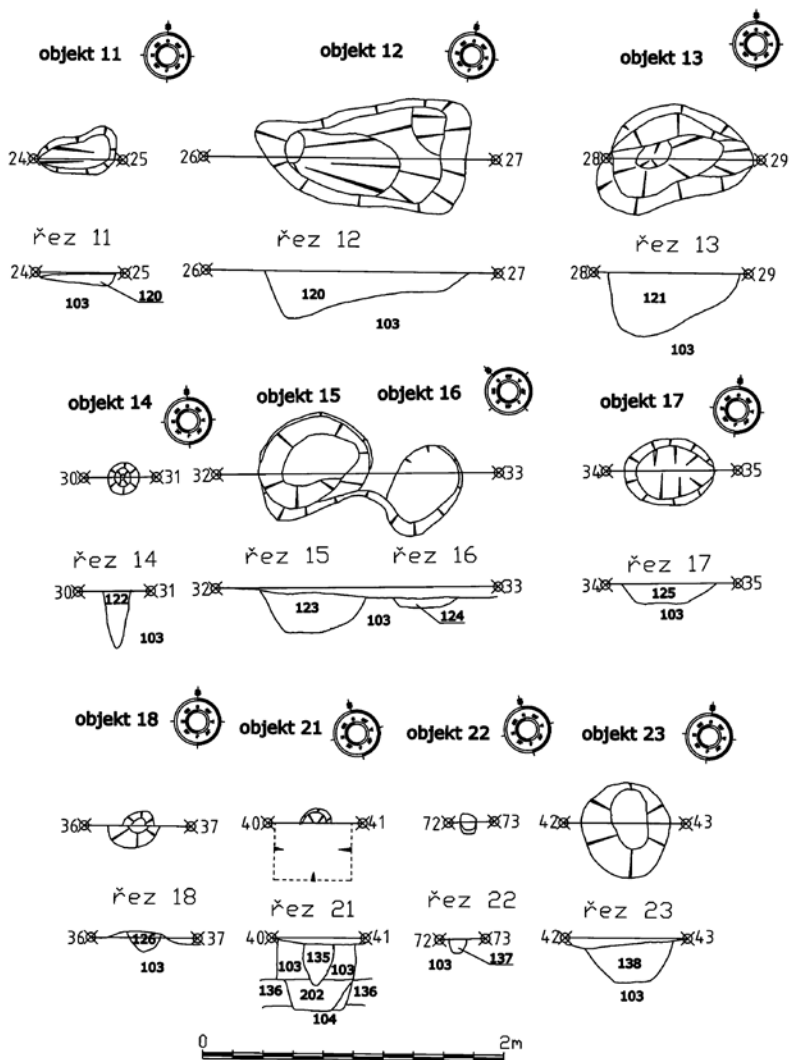 objekt 11 objekt 12 objekt 13
24 25 26 27 28 29
řez 11 řez 12 řez 13
24 25 26 27 28 29
103 120 120 103 121 103
objekt 14 objekt 15 objekt 16 objekt 17
30 31 32 33 34 35
řez 14 řez 15 řez 16 řez 17
30 31 32 33 34 35
122 103 123 103 124 125 103
objekt 18 objekt 21 objekt 22 objekt 23
36 37 40 41 72 73 42 43
řez 18 řez 21 řez 22 řez 23
36 37 40 41 72 73 42 43
126 103 103 135 103 103 137 138 103
136 202 136
104
0 2m